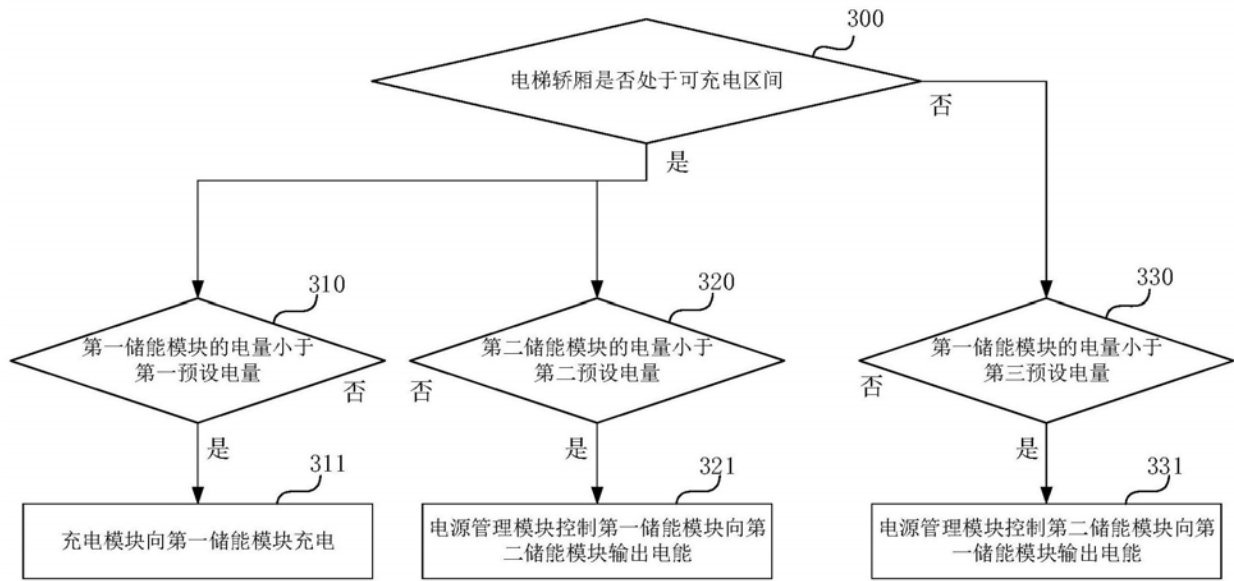 300
电梯轿厢是否处于可充电区间
否
是
310
320
330
第一储能模块的电量小于
第一预设电量
否
第二储能模块的电量小于
第二预设电量
否
第一储能模块的电量小于
第三预设电量
否
是
是
是
311
321
331
充电模块向第一储能模块充电
电源管理模块控制第一储能模块向第
二储能模块输出电能
电源管理模块控制第二储能模块向第
一储能模块输出电能